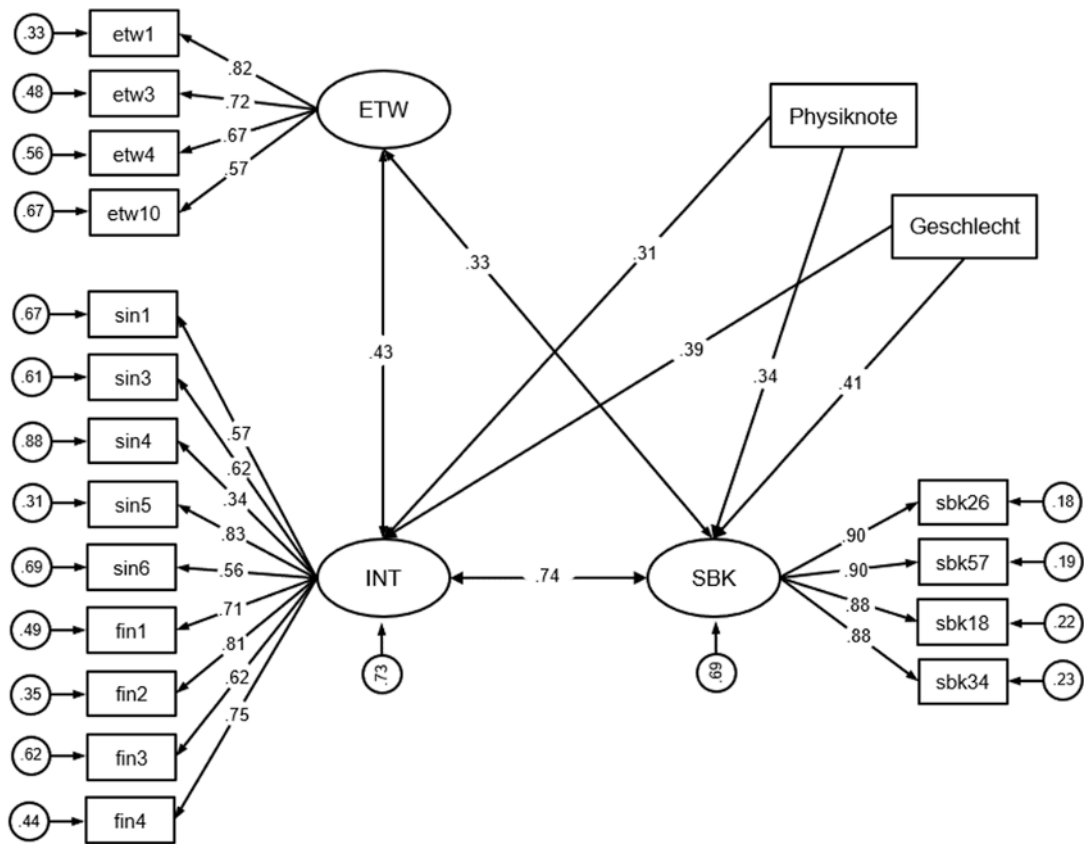 .33
etw1
.82
.48
etw3
.72
.56
etw4
.67
.67
etw10
.57
ETW
Physiknote
Geschlecht
.31
.33
.39
.43
.34
.41
.67
sin1
.57
.61
sin3
.62
.88
sin4
.34
.31
sin5
.83
.69
sin6
.56
.49
fin1
.71
.35
fin2
.81
.62
fin3
.62
.44
fin4
.75
INT
.74
SBK
.73
.69
.90
sbk26
.18
.90
sbk57
.19
.88
sbk18
.22
.88
sbk34
.23